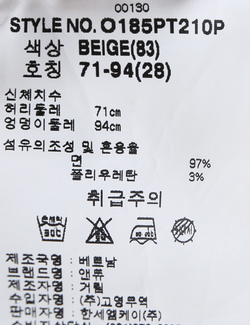 00130
STYLE NO. O185PT210P
색상 BEIGE(83)
호칭 71-94(28)
신체치수
허리둘레 71cm
엉덩이둘레 94cm
섬유의조성 및 혼용율
면 97%
폴리우레탄 3%
취급주의
제조국명 : 베트남
브랜드명 : 앤류
제조자명 : 거림
수입자명 : (주)고영무역
판매자명 : 한세엠케이(주)